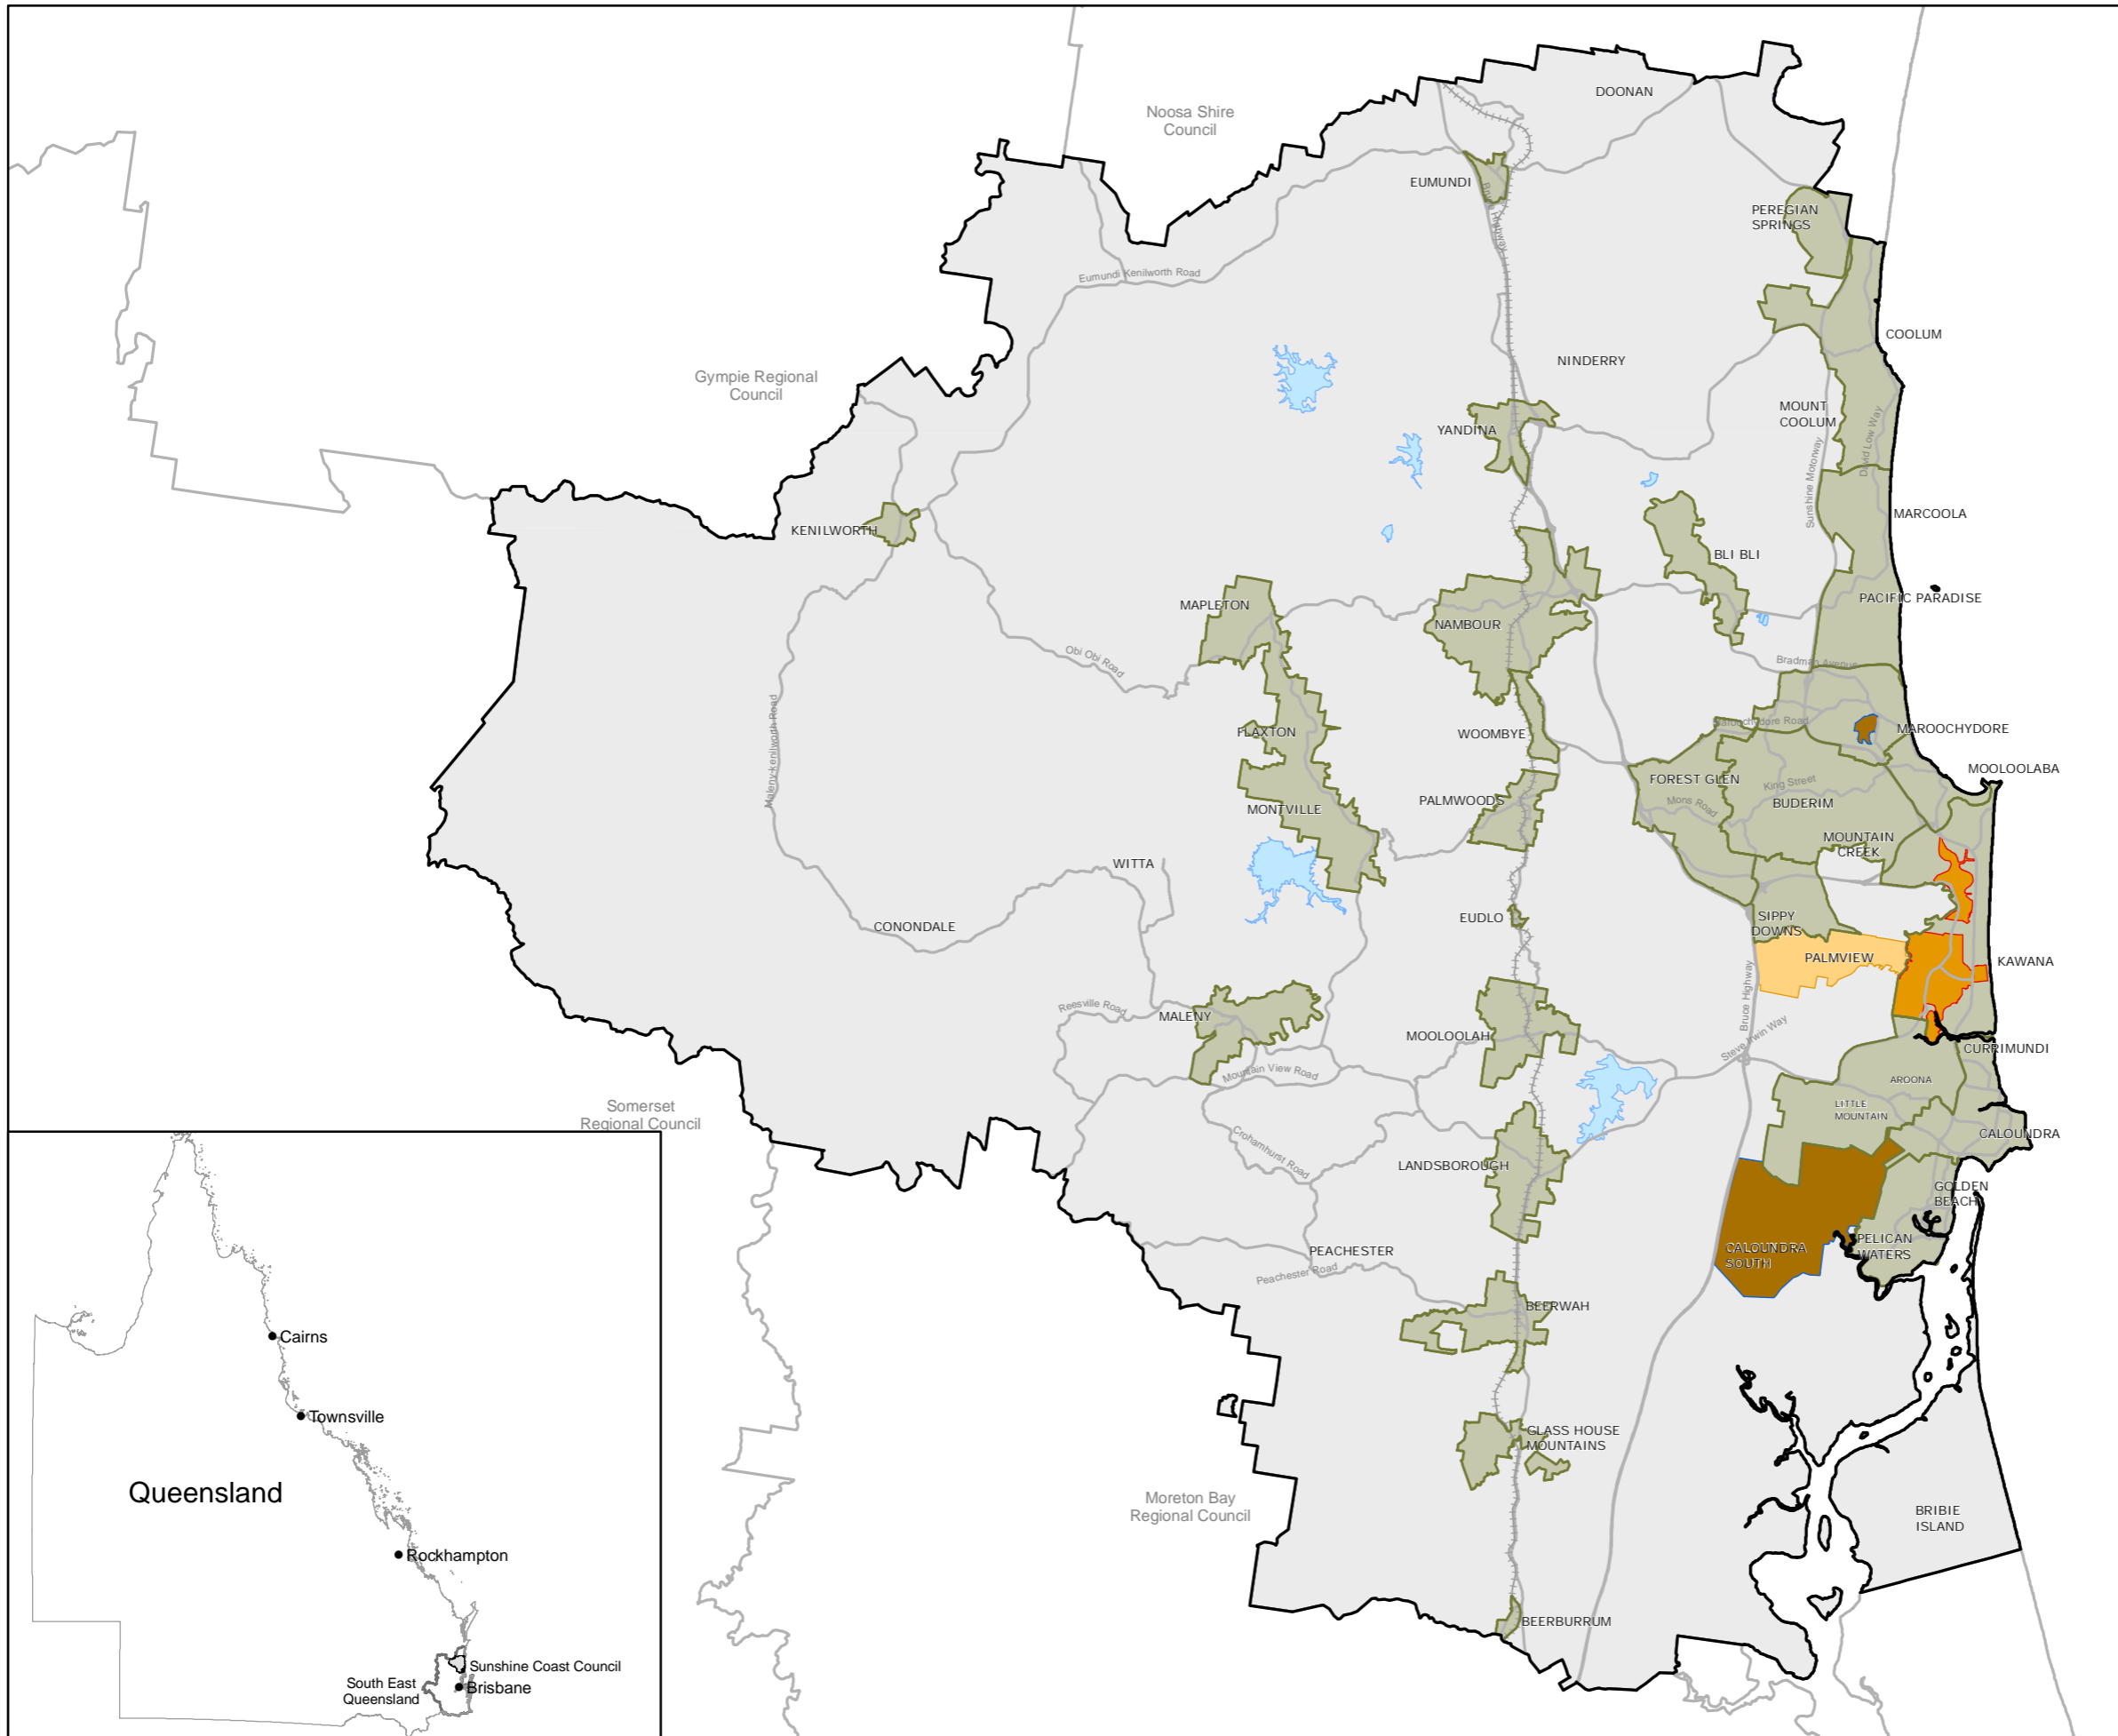 DOONAN
Noosa Shire
Council
EUMUNDI
Bruce Highway
PEREGIAN
SPRINGS
Eumundi Kenilworth Road
COOLUM
NINDERRY
Gympie Regional
Council
MOUNT
COOLUM
YANDINA
David Low Way
Sunshine Motorway
MARCOOLA
KENILWORTH
BLI BLI
PACIFIC PARADISE
MAPLETON
NAMBOUR
Obi Obi Road
Bradman Avenue
Maroochydore Road
MAROOCHYDORE
FLAXTON
WOOMBYE
Maleny kenilworth Road
MOOLOOLABA
FOREST GLEN
King Street
Mons Road
BUDERIM
PALMWOODS
MONTVILLE
MOUNTAIN
CREEK
WITTA
EUDLO
SIPPY
DOWNS
CONONDALE
PALMVIEW
KAWANA
Bruce Highway
Reesville Road
MALENY
MOOLOOLAH
Steve Irwin Way
CURRIMUNDI
Mountain View Road
AROONA
LITTLE
MOUNTAIN
Somerset
Regional Council
Crohamhurst Road
CALOUNDRA
LANDSBOROUGH
GOLDEN
BEACH
PELICAN
WATERS
CALOUNDRA
SOUTH
PEACHESTER
Peachester Road
BEERWAH
GLASS HOUSE
MOUNTAINS
Moreton Bay
Regional Council
BRIBIE
ISLAND
BEERBURRUM
Cairns
Townsville
Queensland
Rockhampton
Sunshine Coast Council
South East
Queensland
Brisbane